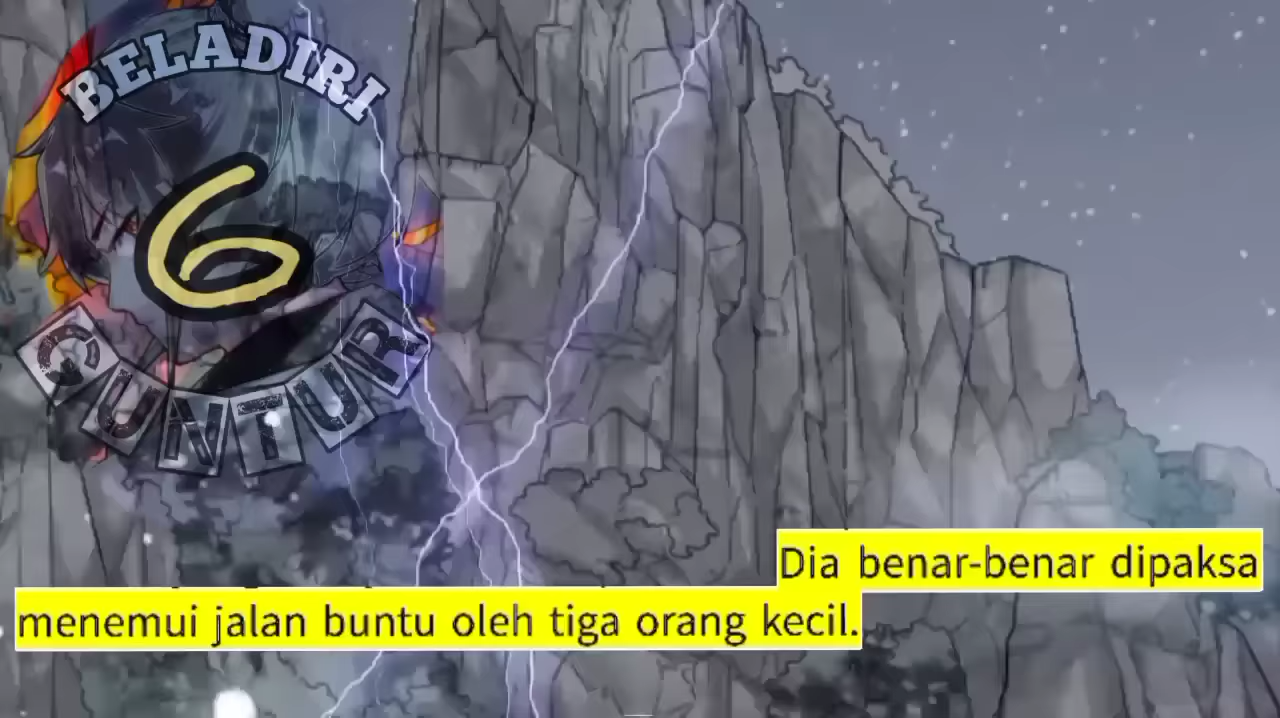 BELADIRI
6
GUNTUR
Dia benar-benar dipaksa
menemui jalan buntu oleh tiga orang kecil.